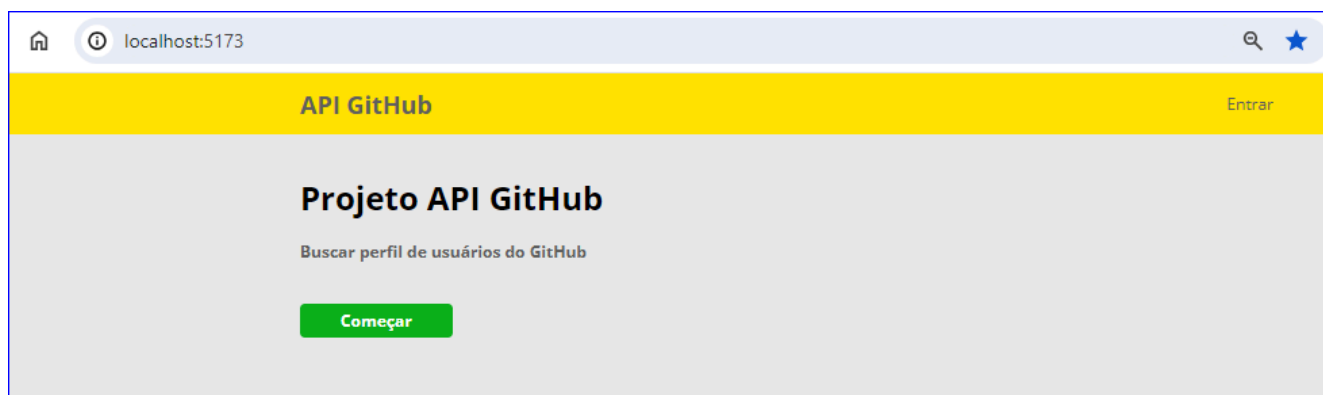 localhost:5173
API GitHub
Entrar
Projeto API GitHub
Buscar perfil de usuários do GitHub
Começar